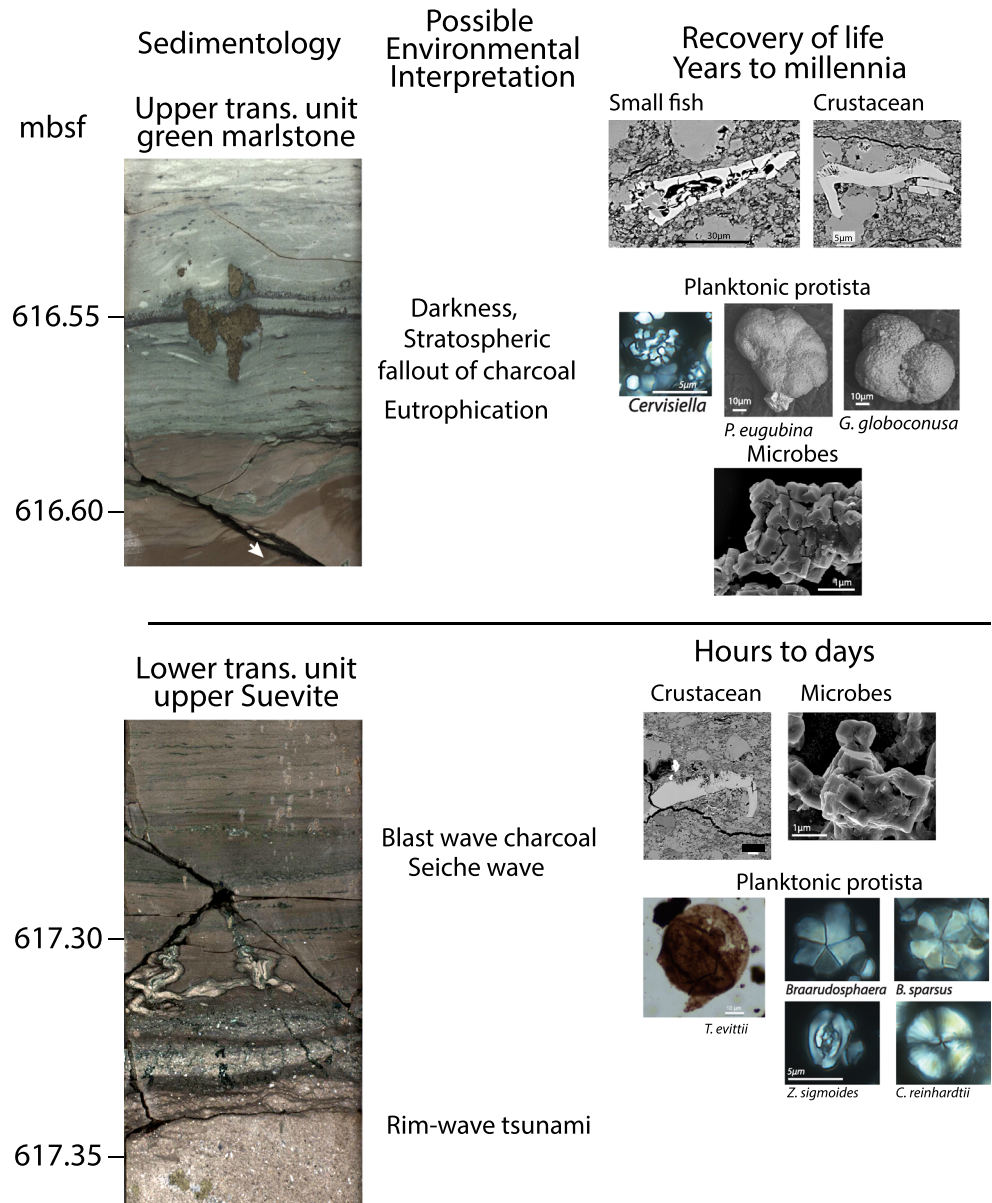 Sedimentology
Possible
Environmental
Interpretation
Recovery of life
Years to millennia
mbsf
Upper trans. unit
green marlstone
Small fish
Crustacean
30µm
5µm
616.55
616.60
Darkness,
Stratospheric
fallout of charcoal
Eutrophication
Planktonic protista
5µm
10µm
10µm
Cervisiella
P. eugubina
G. globoconusa
Microbes
1µm
Lower trans. unit
upper Suevite
Hours to days
Crustacean
Microbes
1µm
617.30
617.35
Blast wave charcoal
Seiche wave
Rim-wave tsunami
Planktonic protista
10 µm
T. evittii
Braarudosphaera
B. sparsus
5µm
Z. sigmoides
C. reinhardtii